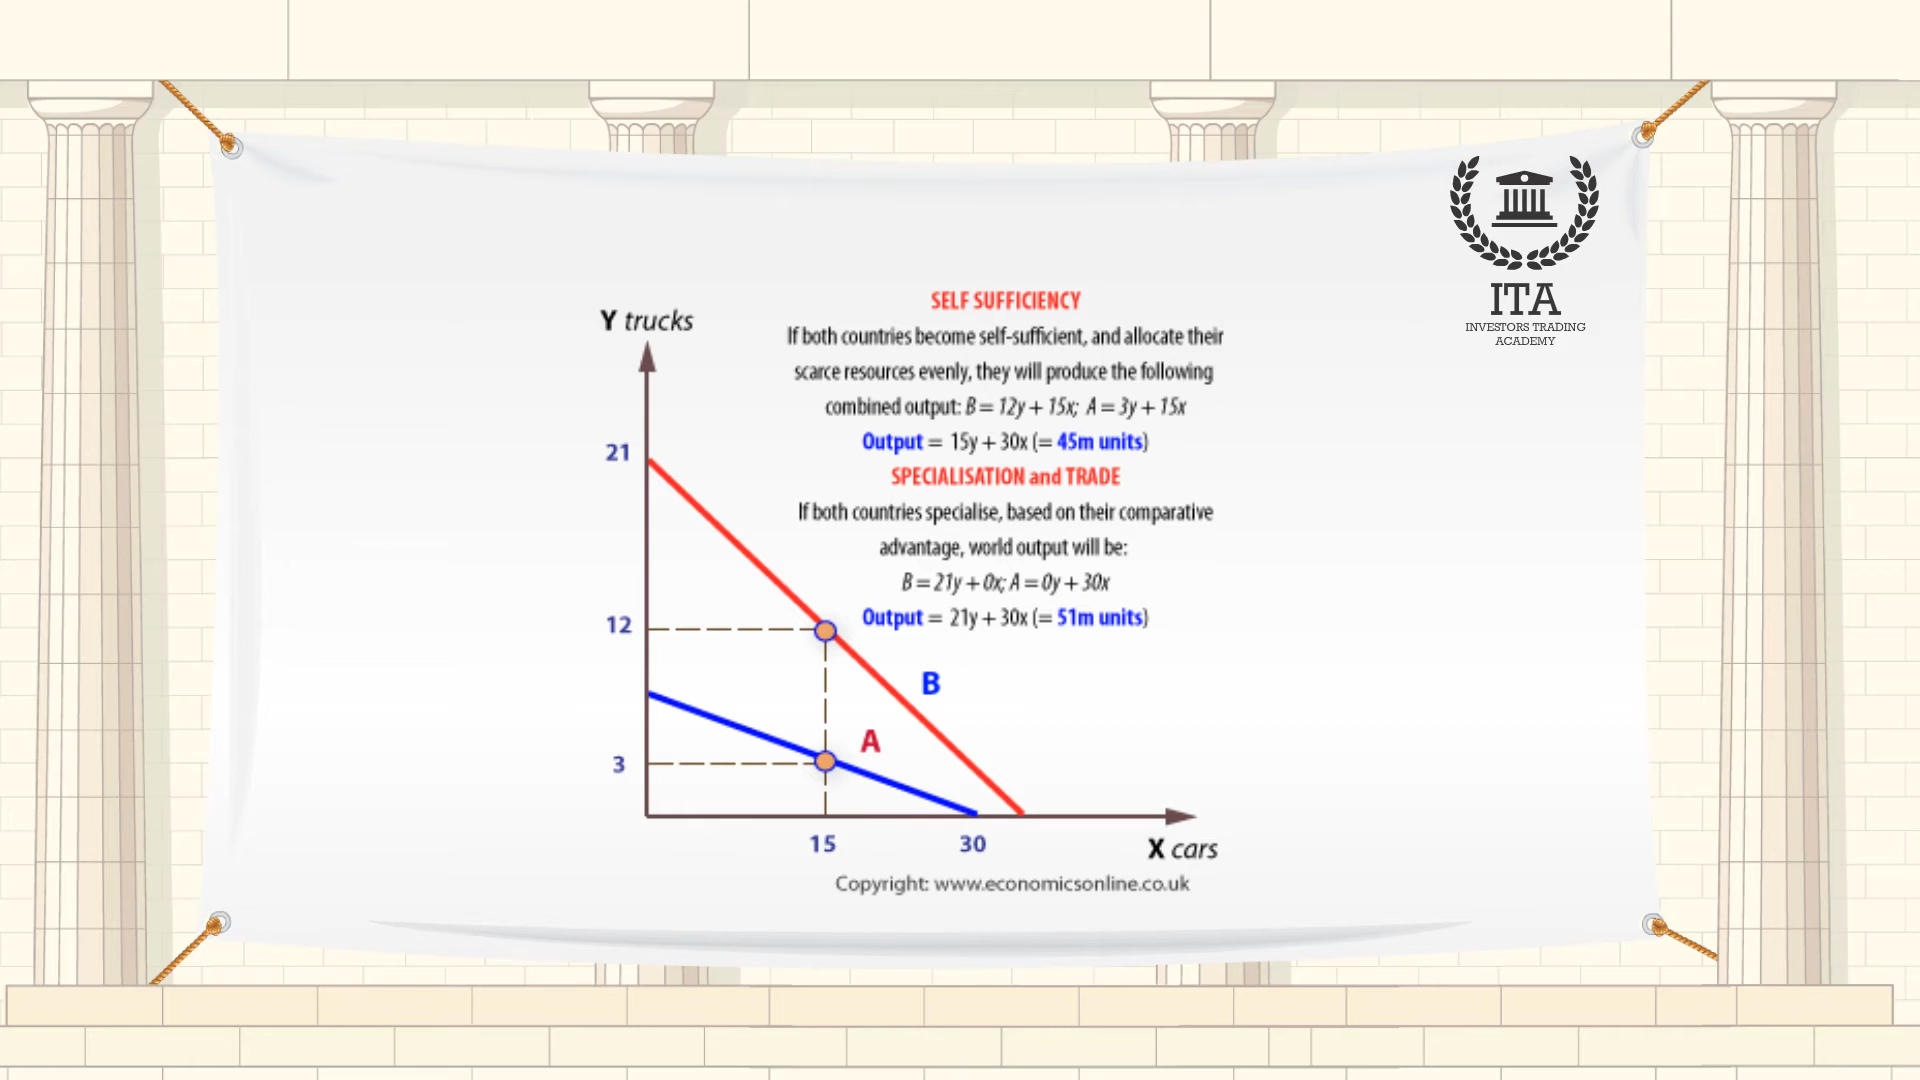 ITA
INVESTORS TRADING
ACADEMY
SELF SUFFICIENCY
If both countries become self-sufficient, and allocate their
scarce resources evenly, they will produce the following
combined output: B = 12y + 15x; A = 3y + 15x
Output = 15y + 30x (= 45m units)
SPECIALISATION and TRADE
If both countries specialise, based on their comparative
advantage, world output will be:
B = 21y + 0x; A = 0y + 30x
Output = 21y + 30x (= 51m units)
Y trucks
21
12
B
A
3
15 30
X cars
Copyright: www.economicsonline.co.uk